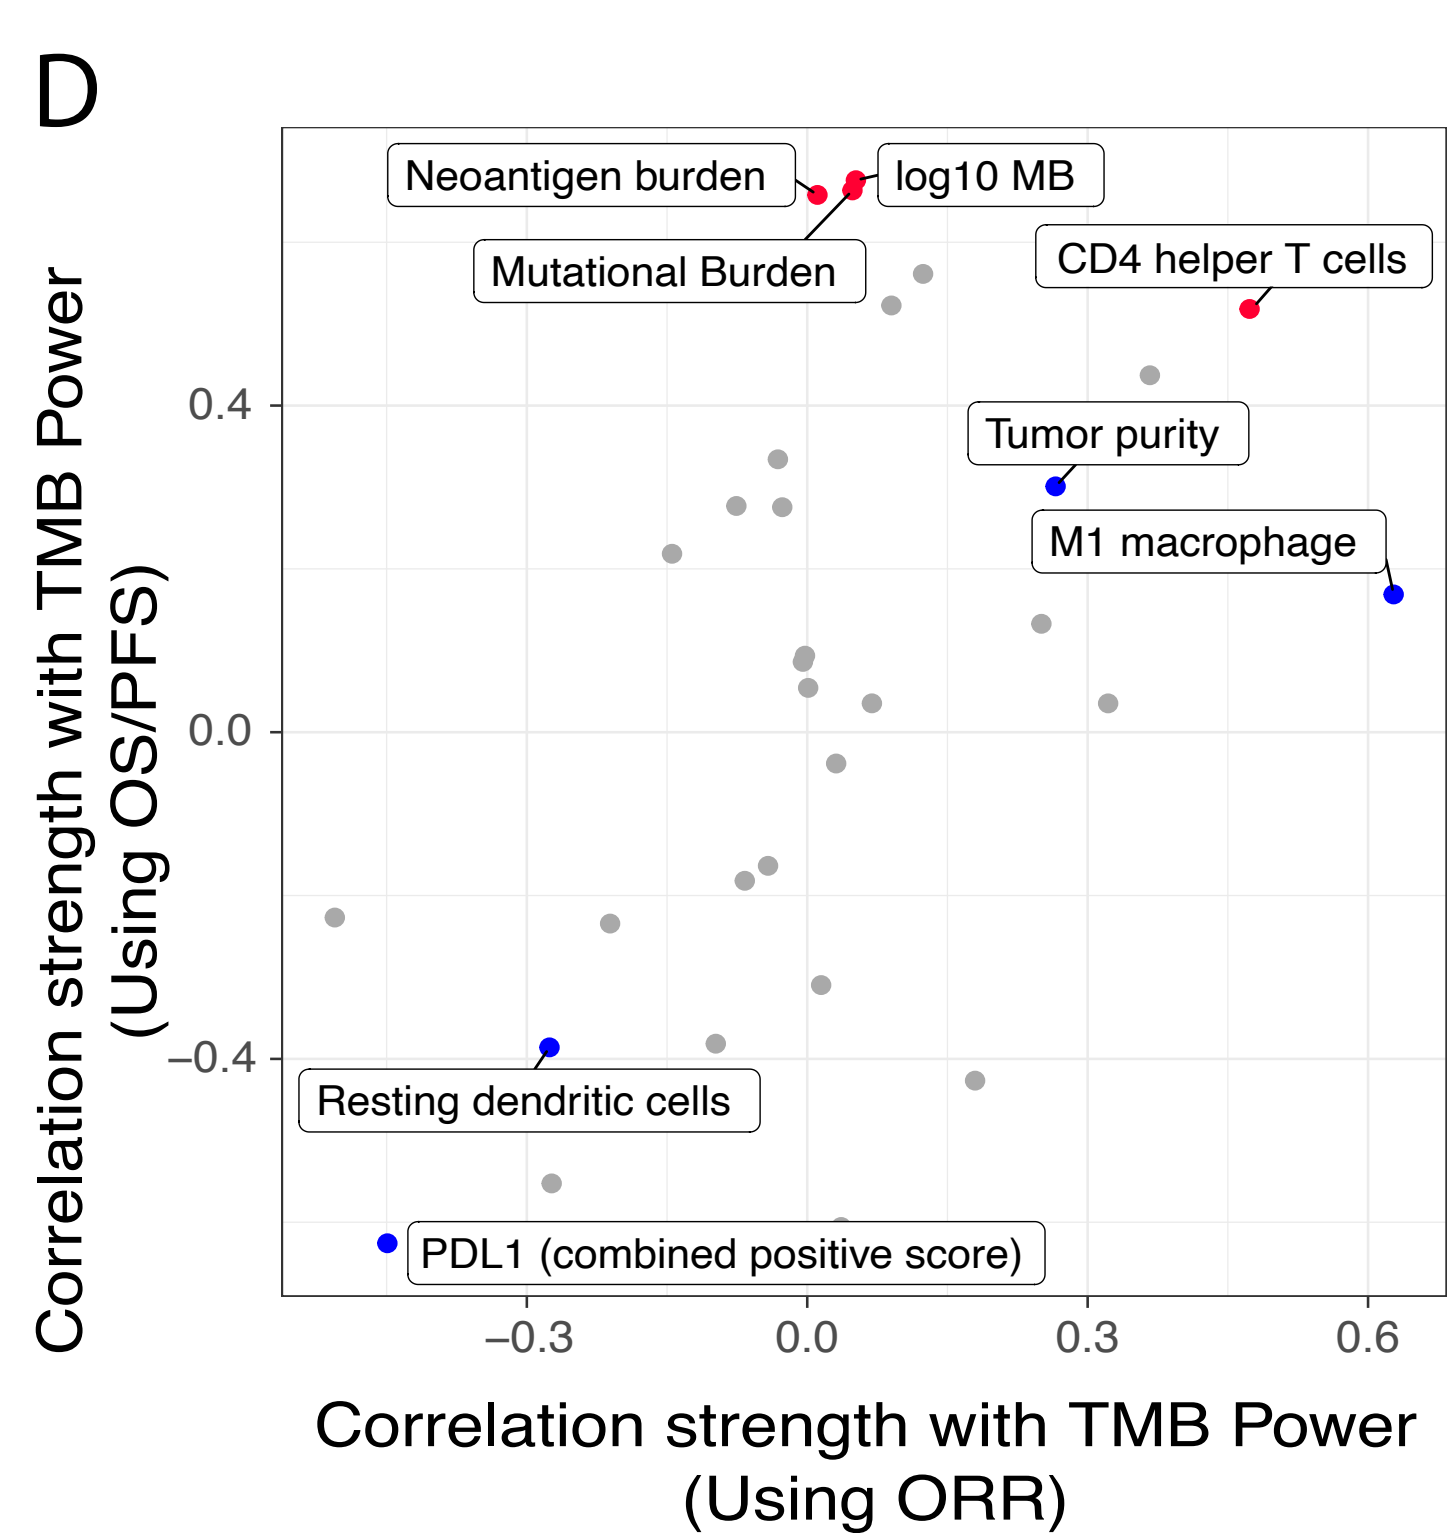 D
Neoantigen burden
log10 MB
Mutational Burden
CD4 helper T cells
Tumor purity
M1 macrophage
Resting dendritic cells
PDL1 (combined positive score)
0.4
0.0
−0.4
−0.3
0.0
0.3
0.6
Correlation strength with TMB Power
(Using OS/PFS)
Correlation strength with TMB Power
(Using ORR)